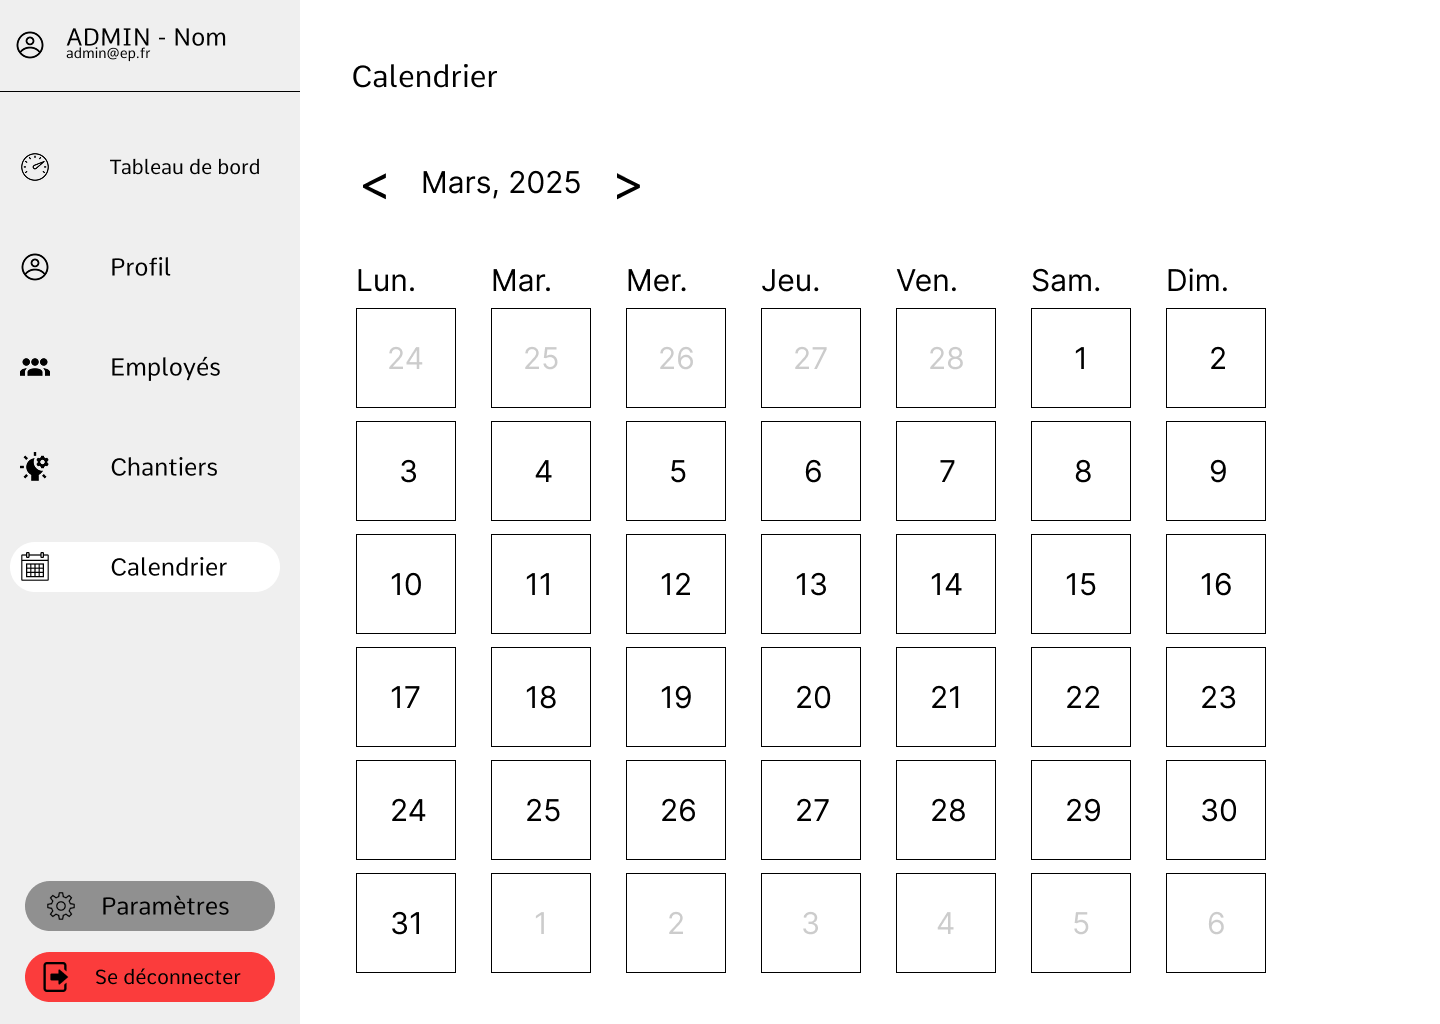 ADMIN - Nom
admin@ep.fr
Tableau de bord
Profil
Employés
Chantiers
Calendrier
Paramètres
Se déconnecter
Calendrier
< Mars, 2025 >
Lun. Mar. Mer. Jeu. Ven. Sam. Dim.
24 25 26 27 28 1 2
3 4 5 6 7 8 9
10 11 12 13 14 15 16
17 18 19 20 21 22 23
24 25 26 27 28 29 30
31 1 2 3 4 5 6